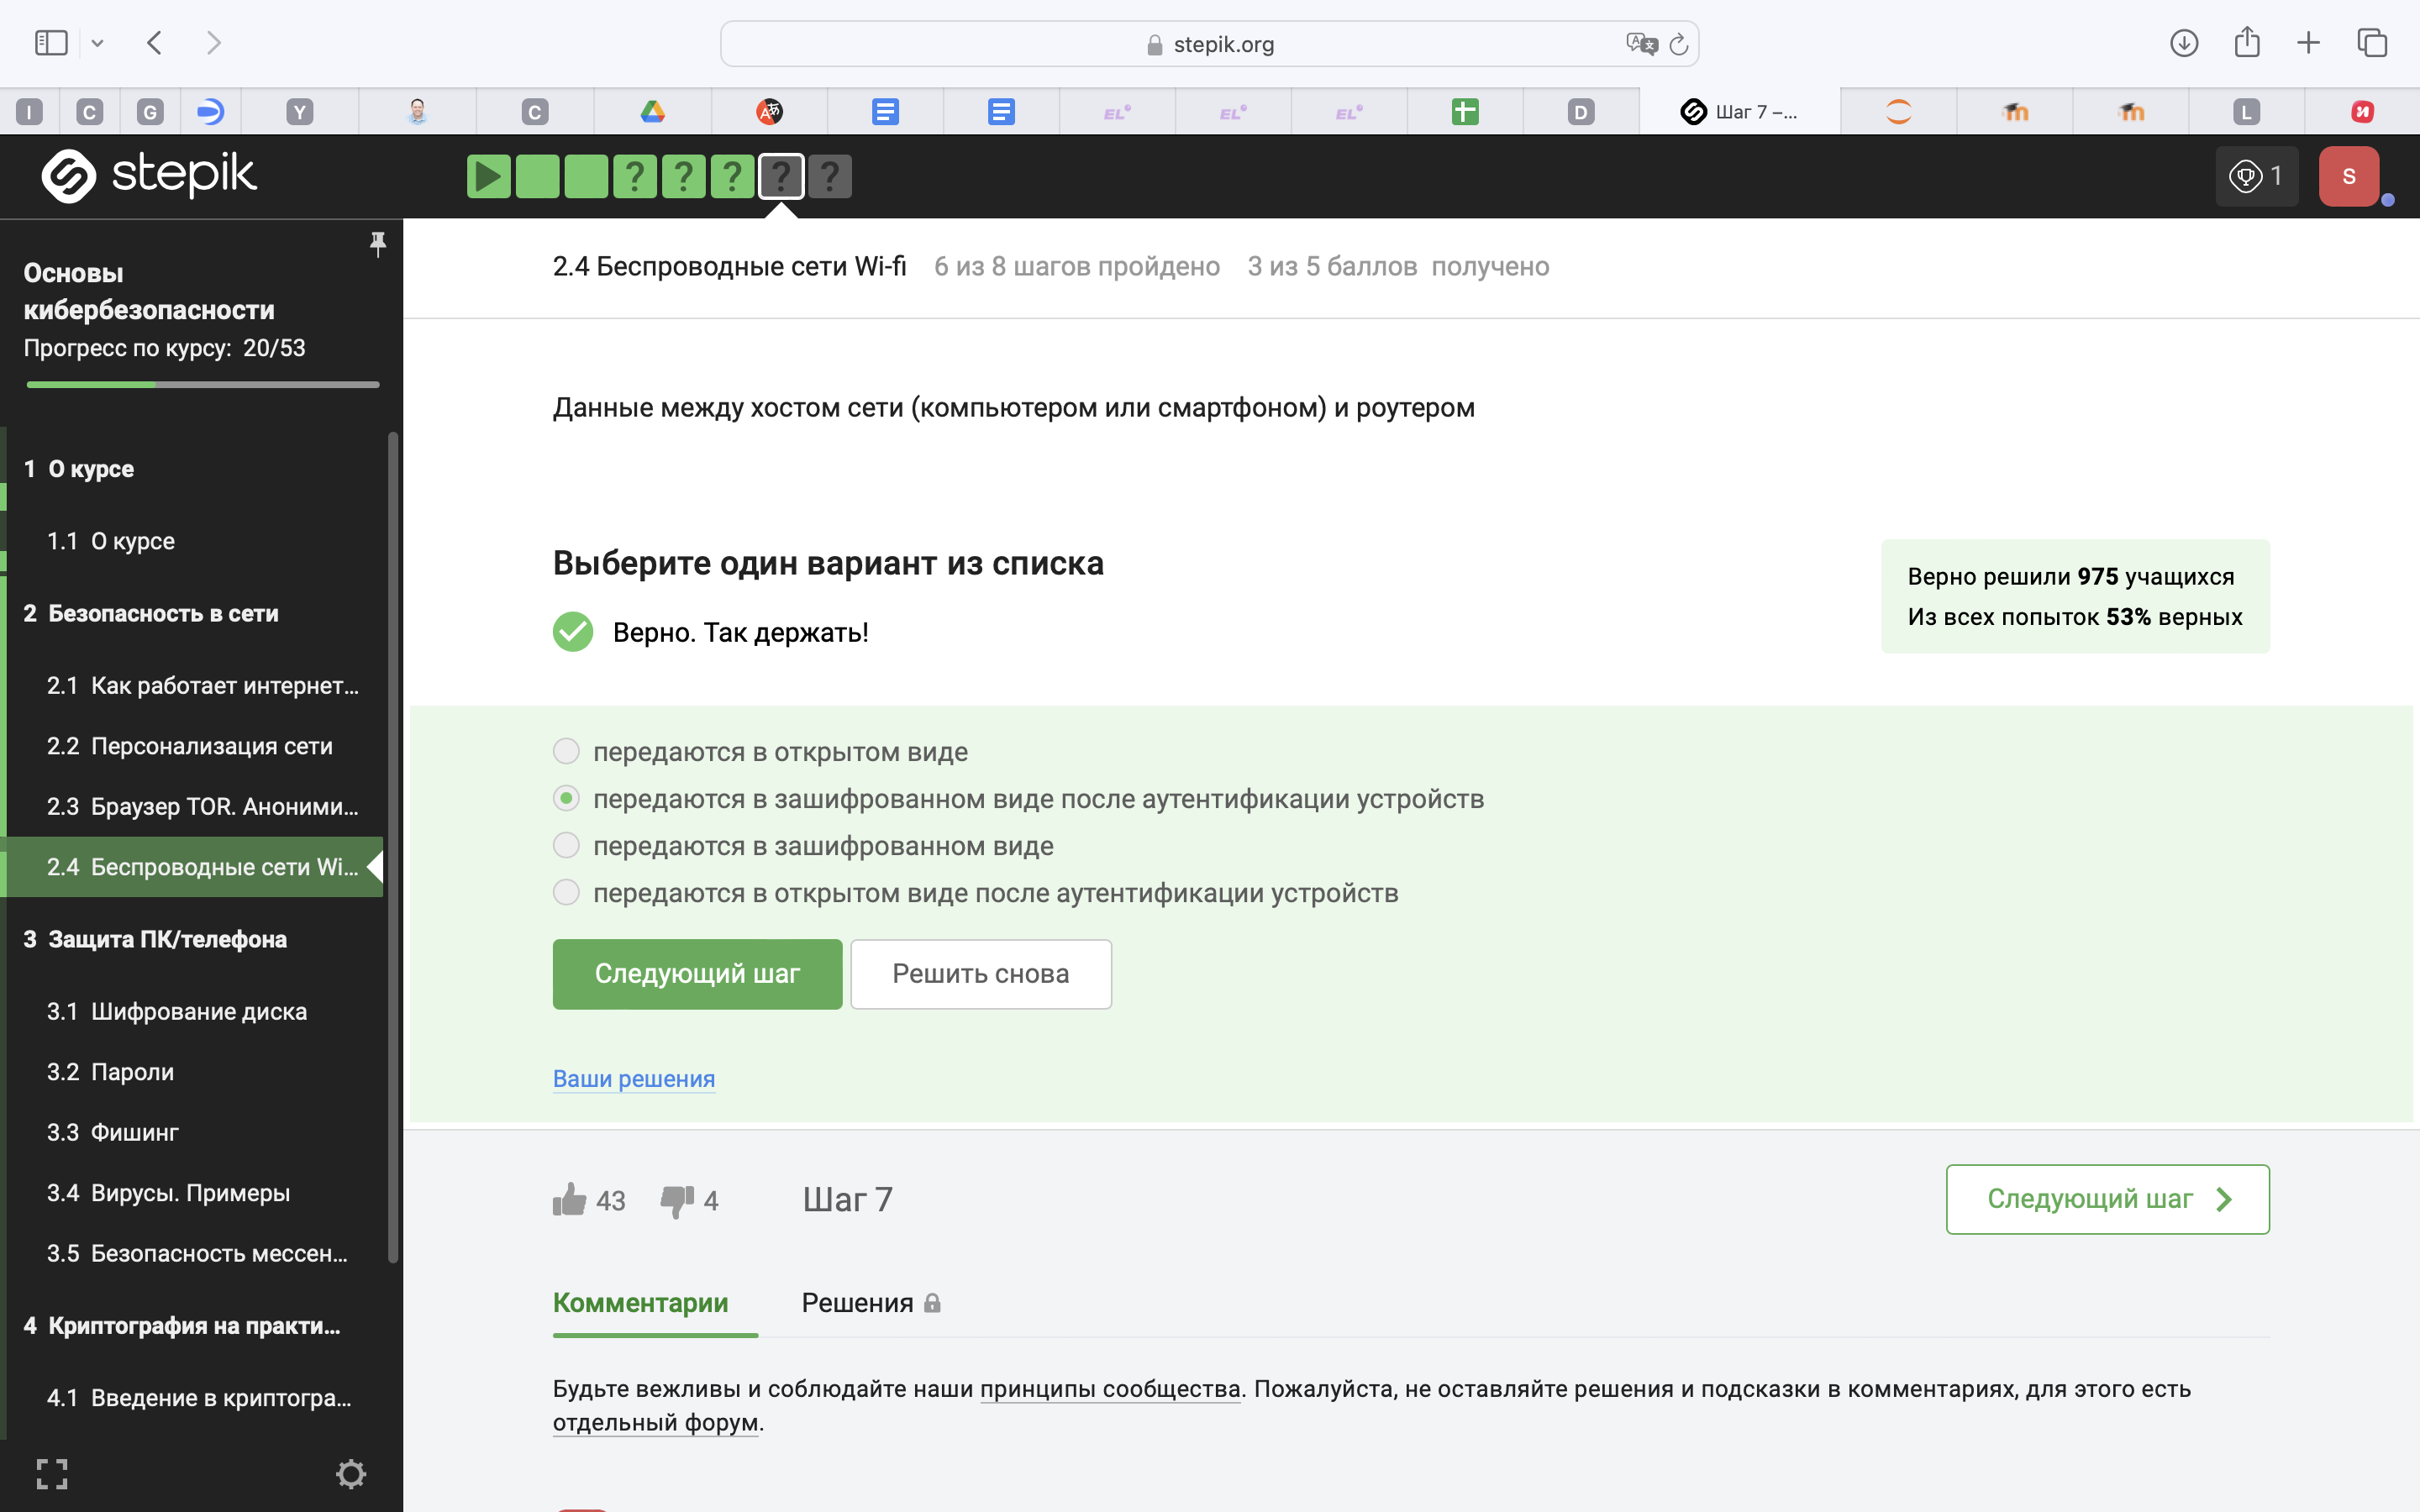 stepik.org
I
C
G
Y
C
EL
EL
EL
D
Шаг 7 –...
L
stepik
? ? ? ? ?
1
S
Основы
кибербезопасности
Прогресс по курсу: 20/53
1 О курсе
1.1 О курсе
2 Безопасность в сети
2.1 Как работает интернет...
2.2 Персонализация сети
2.3 Браузер TOR. Аноними...
2.4 Беспроводные сети Wi...
3 Защита ПК/телефона
3.1 Шифрование диска
3.2 Пароли
3.3 Фишинг
3.4 Вирусы. Примеры
3.5 Безопасность мессен...
4 Криптография на практи...
4.1 Введение в криптогра...
2.4 Беспроводные сети Wi-fi 6 из 8 шагов пройдено 3 из 5 баллов получено
Данные между хостом сети (компьютером или смартфоном) и роутером
Выберите один вариант из списка
Верно. Так держать!
Верно решили 975 учащихся
Из всех попыток 53% верных
передаются в открытом виде
передаются в зашифрованном виде после аутентификации устройств
передаются в зашифрованном виде
передаются в открытом виде после аутентификации устройств
Следующий шаг
Решить снова
Ваши решения
43
4
Шаг 7
Следующий шаг
Комментарии
Решения
Будьте вежливы и соблюдайте наши принципы сообщества. Пожалуйста, не оставляйте решения и подсказки в комментариях, для этого есть
отдельный форум.